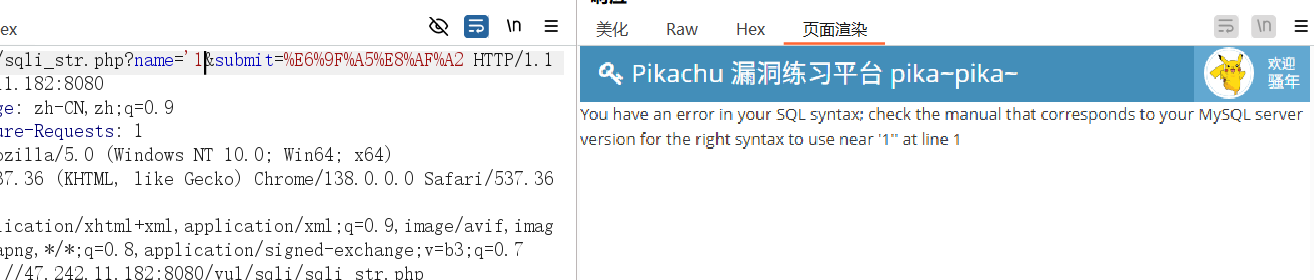 ex
\n
/sqli_str.php?name='1&submit=%E6%9F%A5%E8%AF%A2 HTTP/1.1
11.182:8080
ge: zh-CN,zh;q=0.9
ure-Requests: 1
ozilla/5.0 (Windows NT 10.0; Win64; x64)
37.36 (KHTML, like Gecko) Chrome/138.0.0.0 Safari/537.36
lication/xhtml+xml,application/xml;q=0.9,image/avif,imag
apng,*/*;q=0.8,application/signed-exchange;v=b3;q=0.7
://47.242.11.182:8080/vul/sqli/sqli_str.php
美化 Raw Hex 页面渲染
\n
Pikachu 漏洞练习平台 pika~pika~
欢迎
骚年
You have an error in your SQL syntax; check the manual that corresponds to your MySQL server
version for the right syntax to use near '1'' at line 1